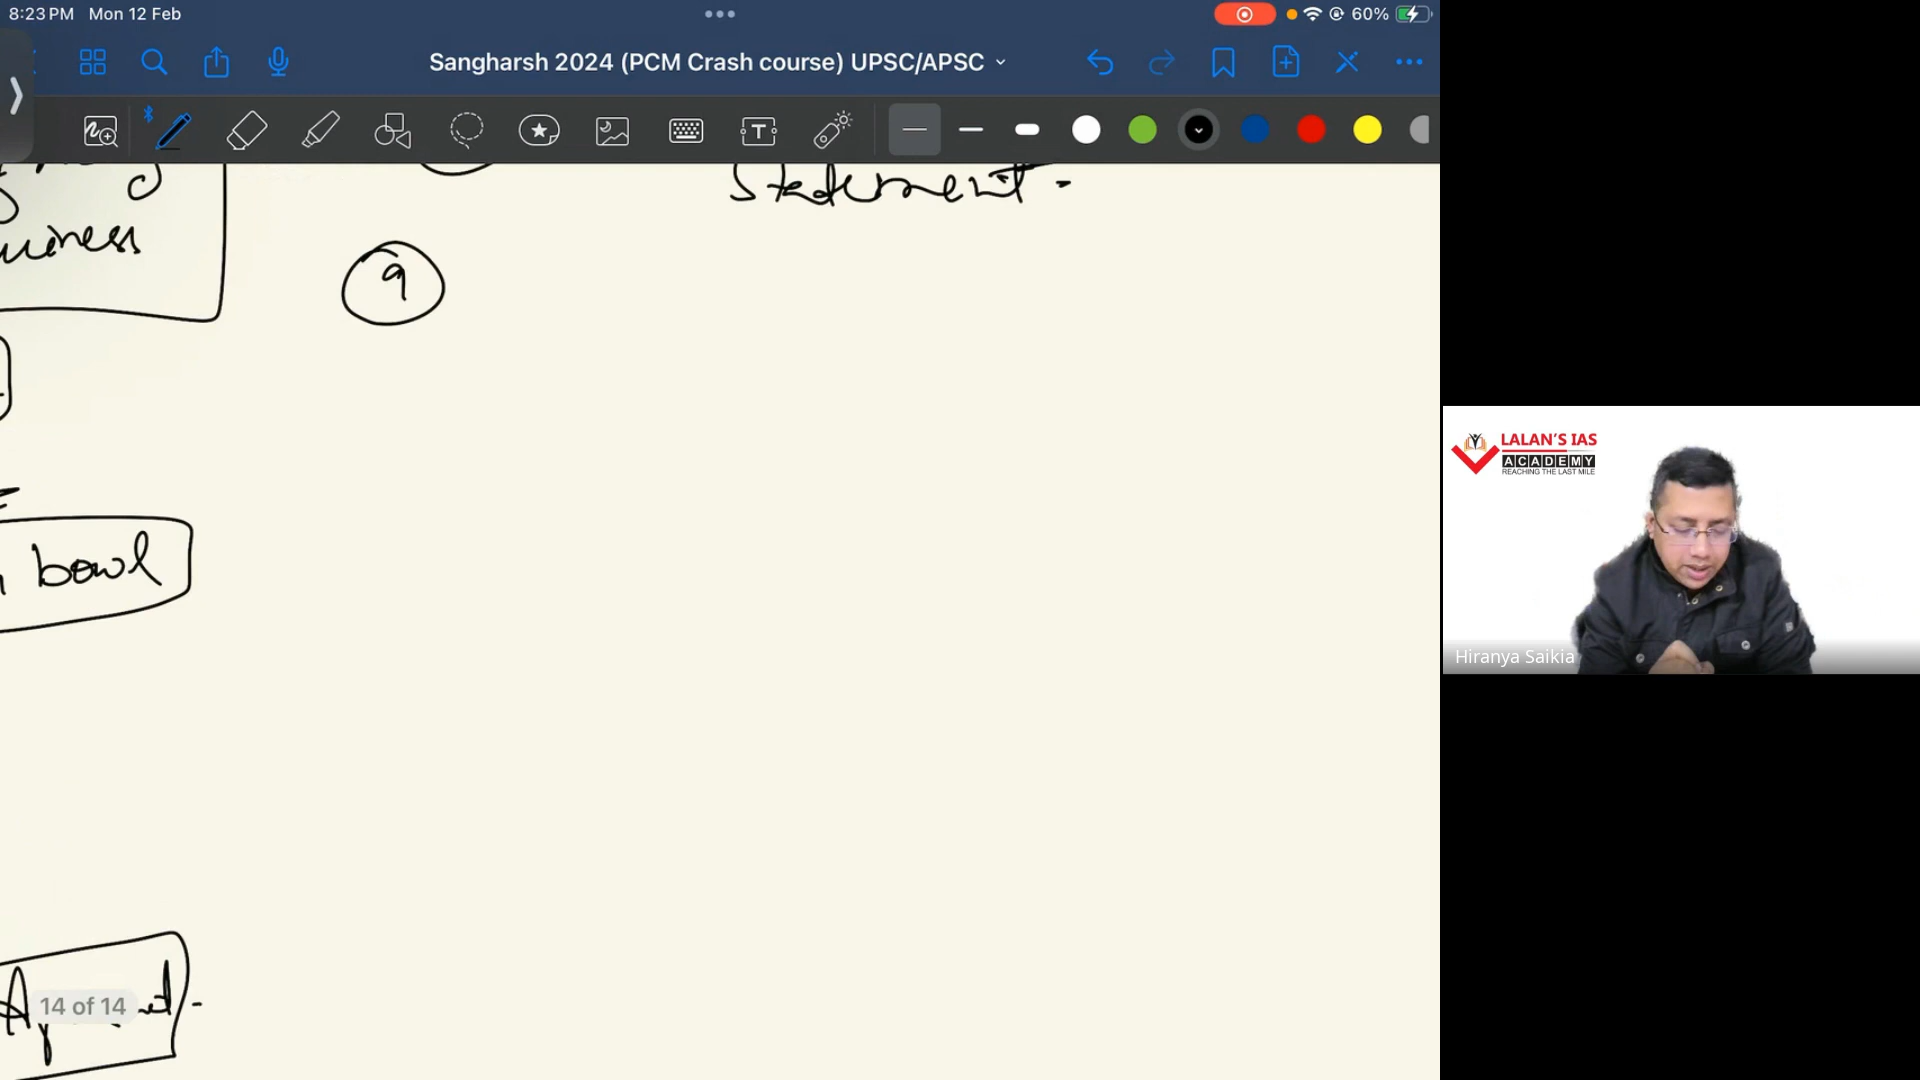 8:23 PM Mon 12 Feb
60%
Sangharsh 2024 (PCM Crash course) UPSC/APSC
T
Statement -
9
bowl
14 of 14
LALAN'S IAS
ACADEMY
REACHING THE LAST MILE
Hiranya Saikia